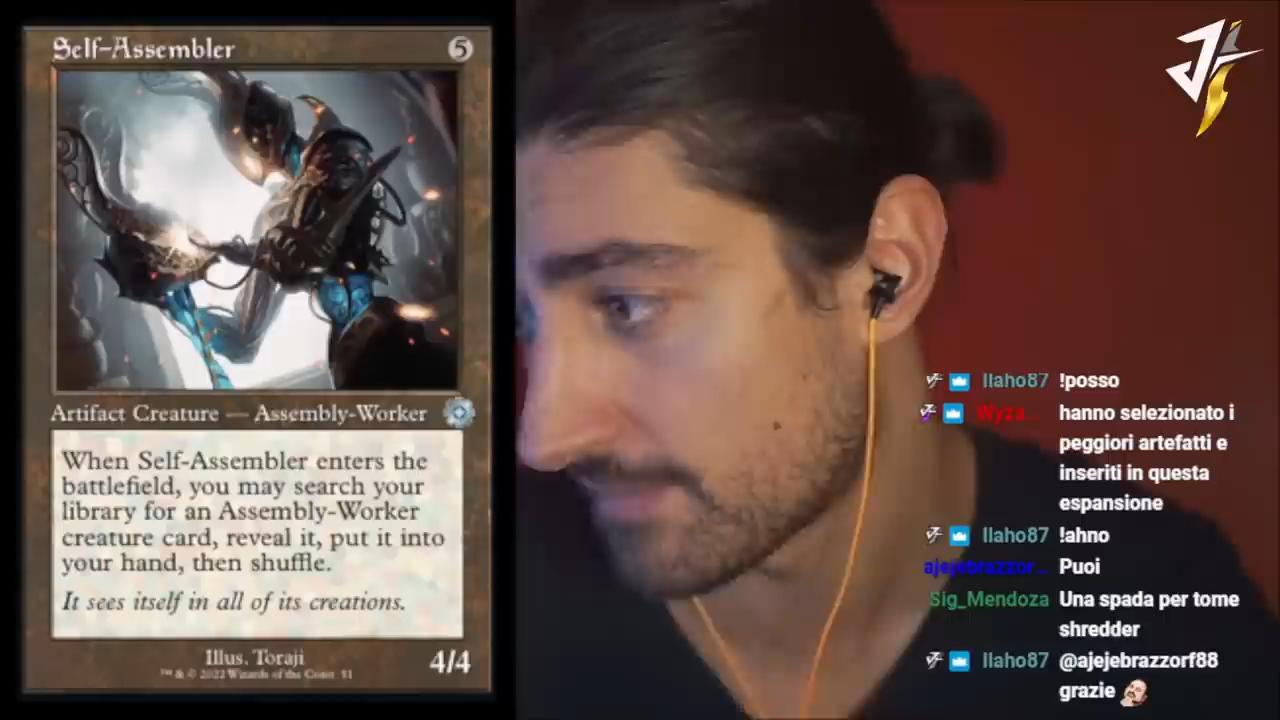 Self-Assembler 5
Artifact Creature — Assembly-Worker
When Self-Assembler enters the
battlefield, you may search your
library for an Assembly-Worker
creature card, reveal it, put it into
your hand, then shuffle.
It sees itself in all of its creations.
Illus. Toraji
4/4
™ & © 2022 Wizards of the Coast 51
llaho87 !posso
Wyza... hanno selezionato i
peggiori artefatti e
inseriti in questa
espansione
llaho87 !ahno
ajejebrazzor... Puoi
Sig_Mendoza Una spada per tome
shredder
llaho87 @ajejebrazzorf88
grazie